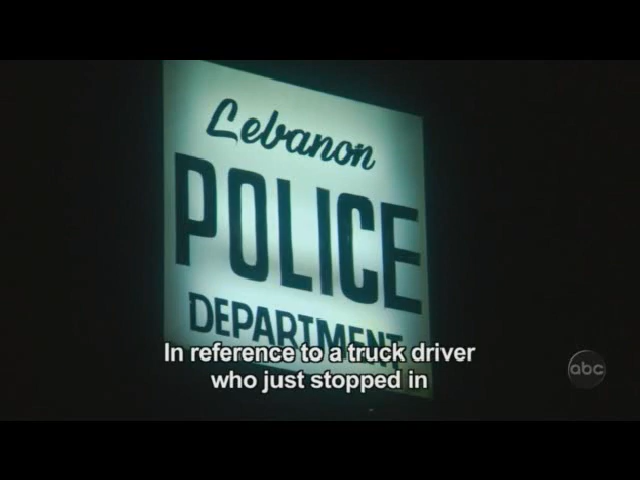 Lebanon
POLICE
DEPARTMENT
In reference to a truck driver
who just stopped in
abc